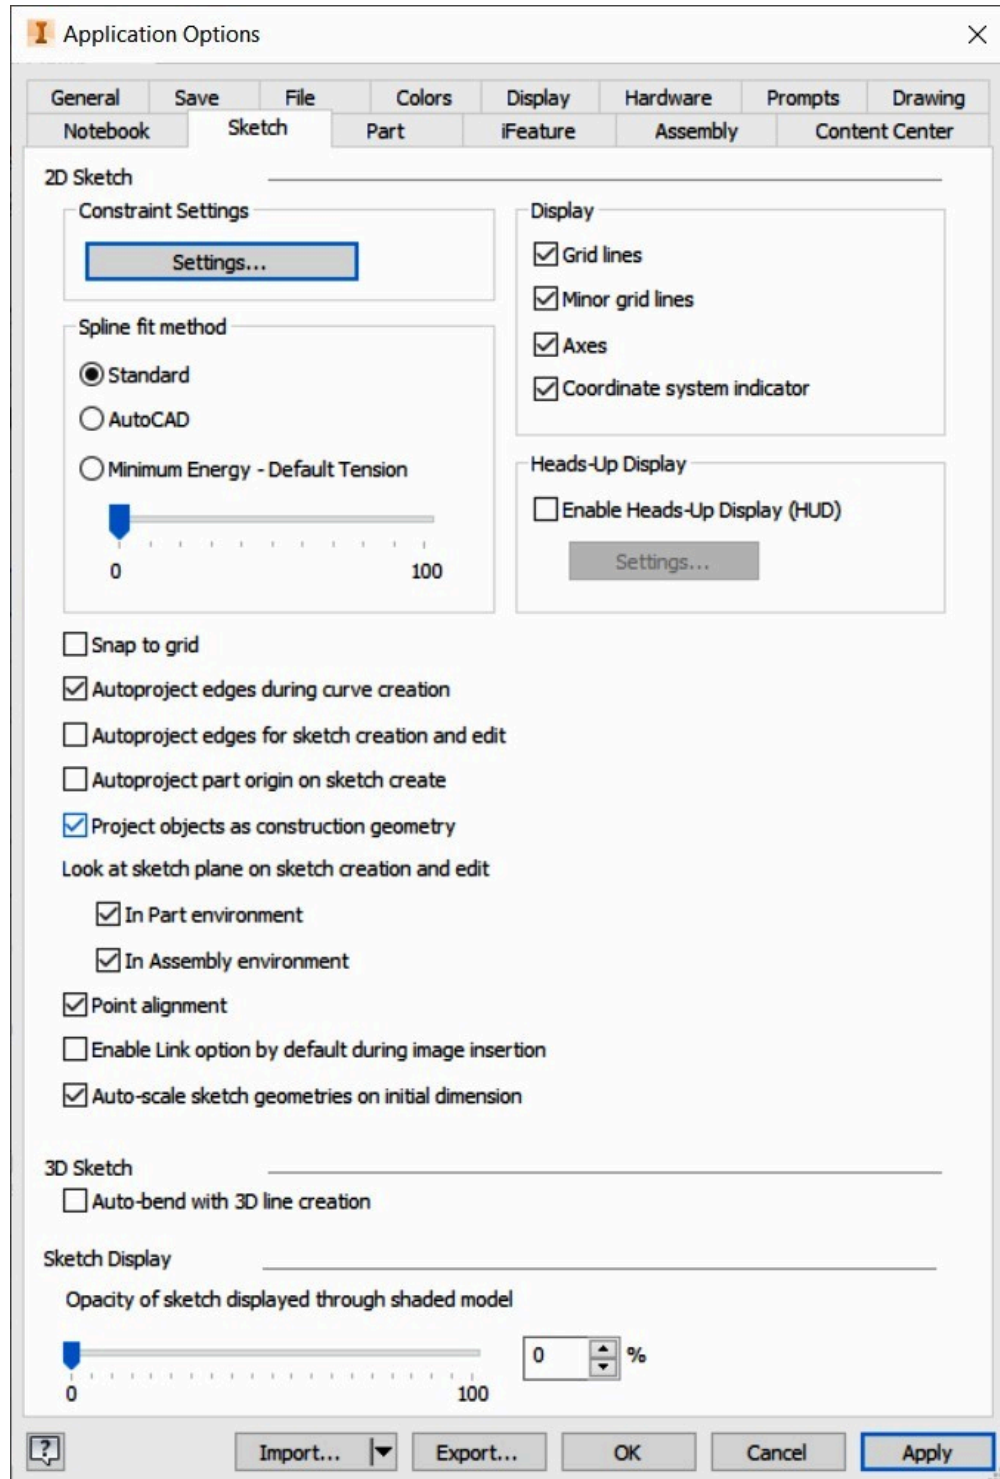 Application Options
General Save File Colors Display Hardware Prompts Drawing
Notebook Sketch Part iFeature Assembly Content Center
2D Sketch
Constraint Settings
Settings...
Spline fit method
Standard
AutoCAD
Minimum Energy - Default Tension
0 100
Display
Grid lines
Minor grid lines
Axes
Coordinate system indicator
Heads-Up Display
Enable Heads-Up Display (HUD)
Settings...
Snap to grid
Autoproject edges during curve creation
Autoproject edges for sketch creation and edit
Autoproject part origin on sketch create
Project objects as construction geometry
Look at sketch plane on sketch creation and edit
In Part environment
In Assembly environment
Point alignment
Enable Link option by default during image insertion
Auto-scale sketch geometries on initial dimension
3D Sketch
Auto-bend with 3D line creation
Sketch Display
Opacity of sketch displayed through shaded model
0 100
0 %
? Import... Export... OK Cancel Apply